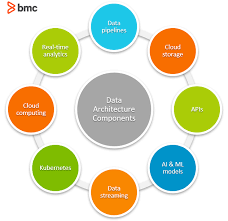 bmc
Data
pipelines
Real-time
analytics
Cloud
storage
Cloud
computing
Data
Architecture
Components
APIs
Kubernetes
AI & ML
models
Data
streaming